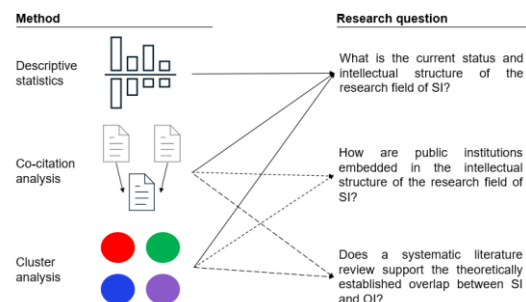 Method
Research question
Descriptive
statistics
What is the current status and
intellectual structure of the
research field of SI?
Co-citation
analysis
How are public institutions
embedded in the intellectual
structure of the research field of
SI?
Cluster
analysis
Does a systematic literature
review support the theoretically
established overlap between SI
and OI?